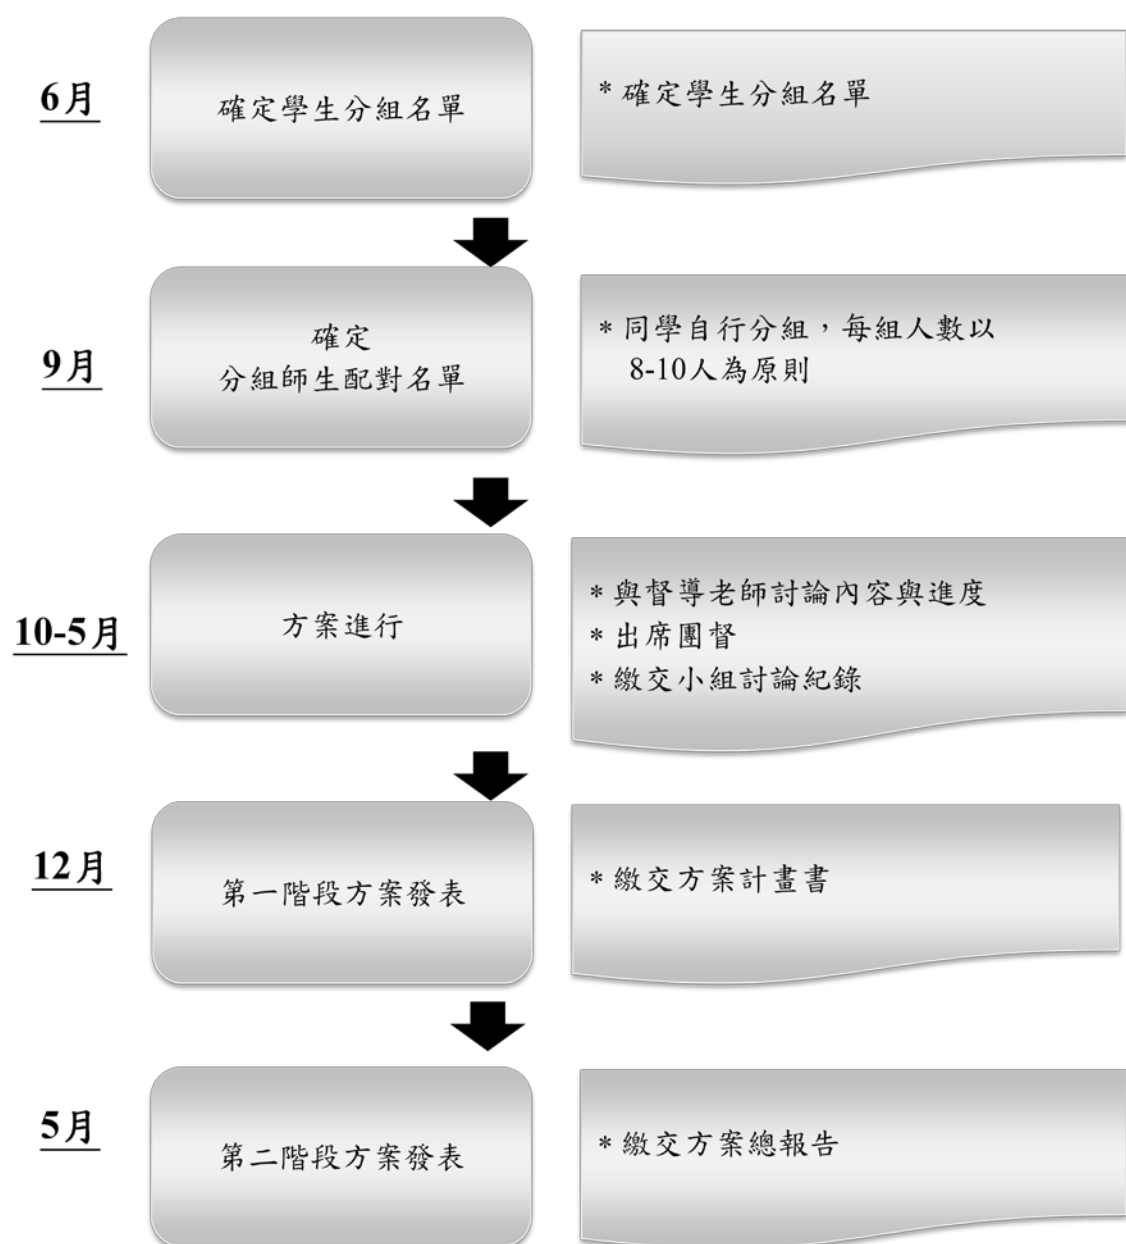 6月
確定學生分組名單
* 確定學生分組名單
9月
確定
分組師生配對名單
* 同學自行分組，每組人數以
8-10人為原則
10-5月
方案進行
* 與督導老師討論內容與進度
* 出席團督
* 繳交小組討論紀錄
12月
第一階段方案發表
* 繳交方案計畫書
5月
第二階段方案發表
* 繳交方案總報告